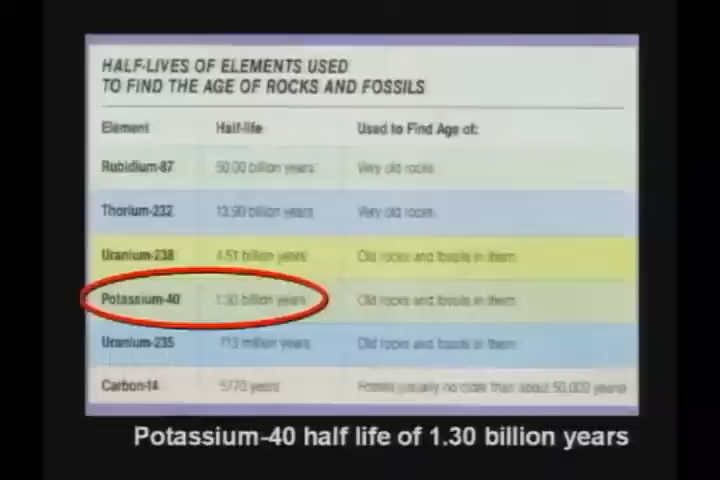 HALF-LIVES OF ELEMENTS USED
TO FIND THE AGE OF ROCKS AND FOSSILS
Element Half-life Used to Find Age of:
Rubidium-87 50.00 billion years Very old rocks
Thorium-232 13.90 billion years Very old rocks
Uranium-238 4.51 billion years Old rocks and fossils in them
Potassium-40 1.30 billion years Old rocks and fossils in them
Uranium-235 713 million years Old rocks and fossils in them
Carbon-14 5770 years Fossils (usually no older than about 50,000 years)
Potassium-40 half life of 1.30 billion years